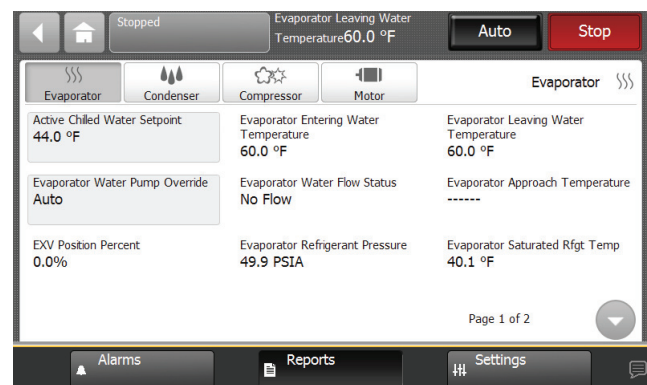 Stopped
Evaporator Leaving Water
Temperature60.0 °F
Auto
Stop
Evaporator
Condenser
Compressor
Motor
Evaporator
Active Chilled Water Setpoint
44.0 °F
Evaporator Entering Water
Temperature
60.0 °F
Evaporator Leaving Water
Temperature
60.0 °F
Evaporator Water Pump Override
Auto
Evaporator Water Flow Status
No Flow
Evaporator Approach Temperature
------
EXV Position Percent
0.0%
Evaporator Refrigerant Pressure
49.9 PSIA
Evaporator Saturated Rfgt Temp
40.1 °F
Page 1 of 2
Alarms
Reports
Settings